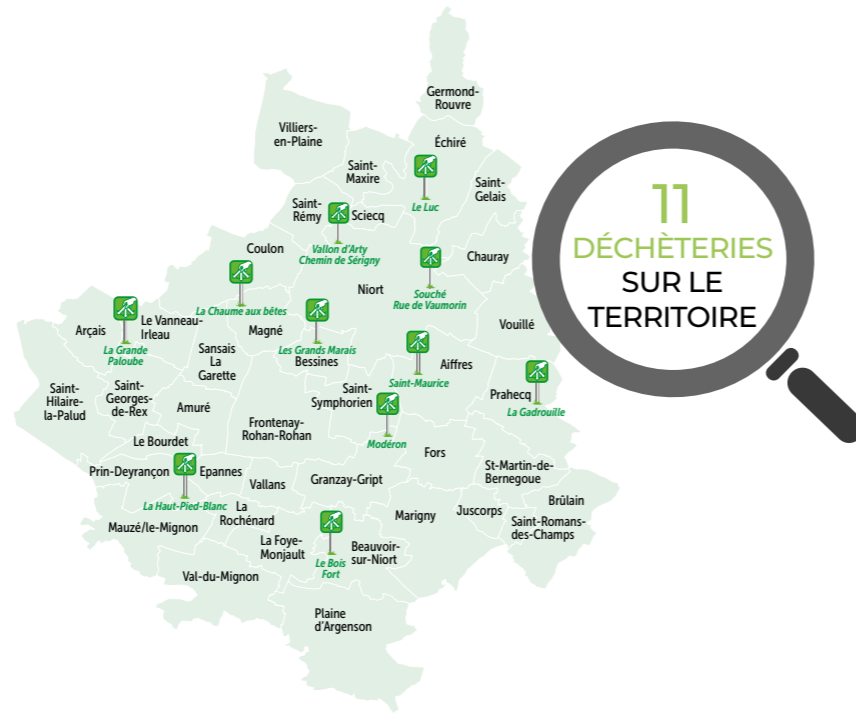 Germond-
Rouvre
Villiers-
en-Plaine
Échiré
Saint-
Maxire
Saint-
Gelais
Le Luc
Saint-
Rémy
Sciecq
Vallon d'Arty
Chemin de Sérigny
Coulon
Chauray
Souché
Rue de Vaumorin
Niort
La Chaume aux bêtes
Arçais
Le Vanneau-
Irleau
Magné
Vouillé
La Grande
Paloube
Sansais
La
Garette
Les Grands Marais
Bessines
Aiffres
Saint-Maurice
Saint-
Hilaire-
la-Palud
Saint-
Georges-
de-Rex
Amuré
Saint-
Symphorien
Prahecq
La Gadrouille
Frontenay-
Rohan-Rohan
Modéron
Le Bourdet
Fors
Prin-Deyrançon
Epannes
Vallans
Granzay-Gript
St-Martin-de-
Bernegoue
La Haut-Pied-Blanc
La
Rochénard
Mauzé/le-Mignon
Marigny
Juscorps
Brûlain
Saint-Romans-
des-Champs
La Foye-
Monjault
Le Bois
Fort
Beauvoir-
sur-Niort
Val-du-Mignon
Plaine
d'Argenson
11
DÉCHÈTERIES
SUR LE
TERRITOIRE